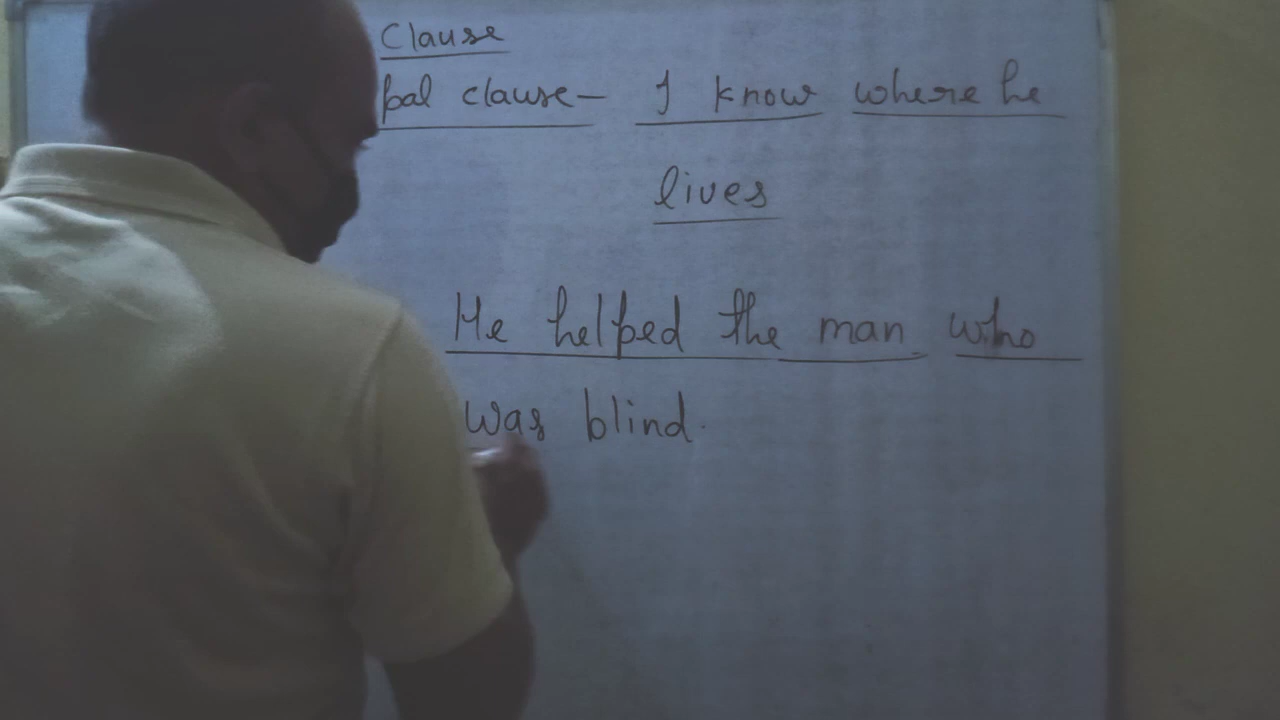 Clause
pal clause – I know where he
lives
He helped the man who
was blind.